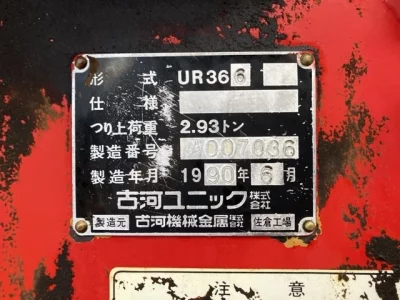 形式 UR366
仕様
つり上荷重 2.93トン
製造番号 A007036
製造年月 1990年6月
古河ユニック株式会社
製造元 古河機械金属株式会社 佐倉工場
注意